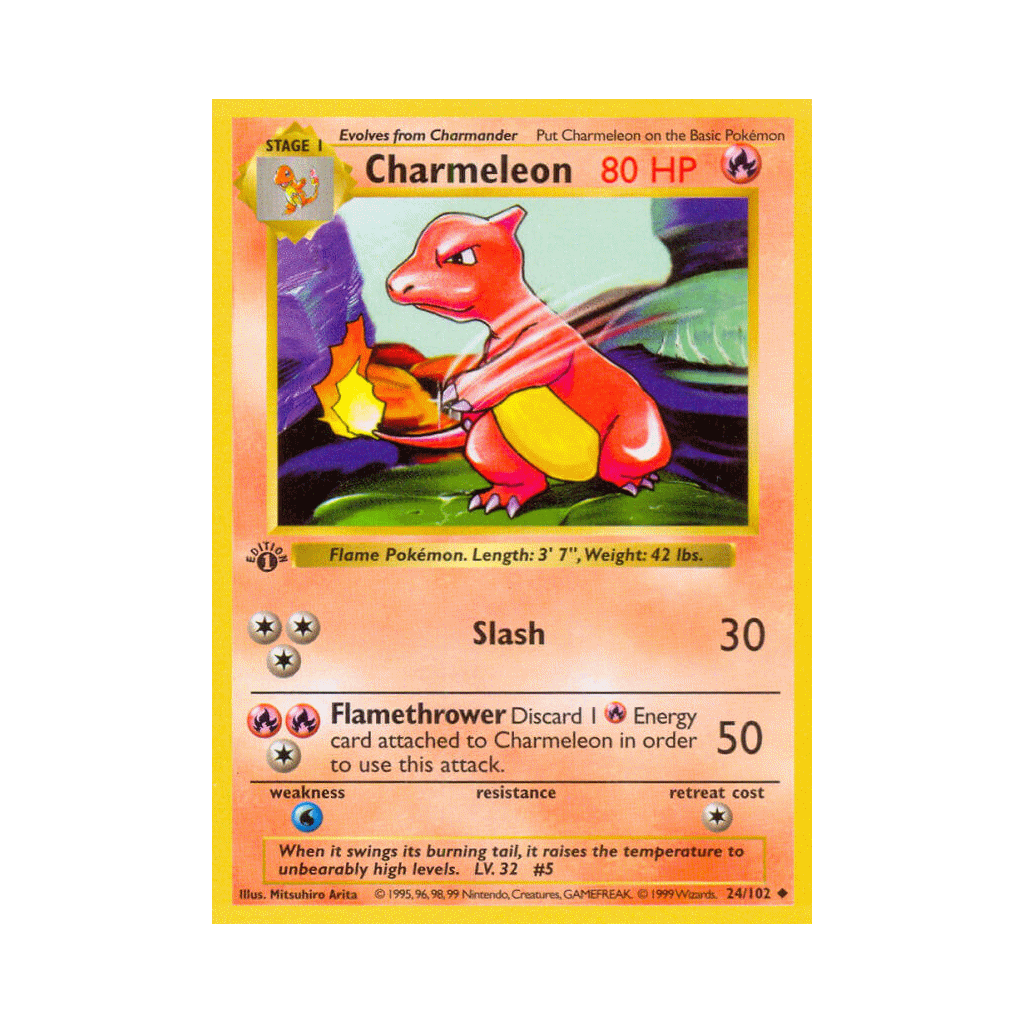 Evolves from Charmander Put Charmeleon on the Basic Pokémon
STAGE 1
Charmeleon 80 HP
EDITION
1
Flame Pokémon. Length: 3' 7", Weight: 42 lbs.
Slash 30
Flamethrower Discard 1 Energy
card attached to Charmeleon in order
to use this attack.
50
weakness resistance retreat cost
When it swings its burning tail, it raises the temperature to
unbearably high levels. LV. 32 #5
Illus. Mitsuhiro Arita © 1995, 96, 98, 99 Nintendo, Creatures, GAMEFREAK. © 1999 Wizards. 24/102